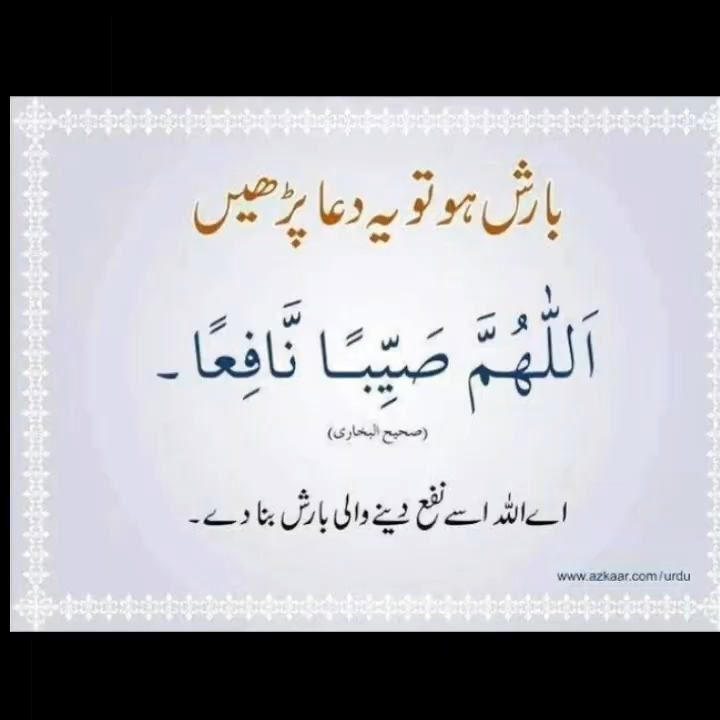 بارش ہو تو یہ دعا پڑھیں
اَللّٰهُمَّ صَيِّبًا نَّافِعًا۔
(صحیح البخاری)
اے اللہ اسے نفع دینے والی بارش بنا دے۔
www.azkaar.com/urdu